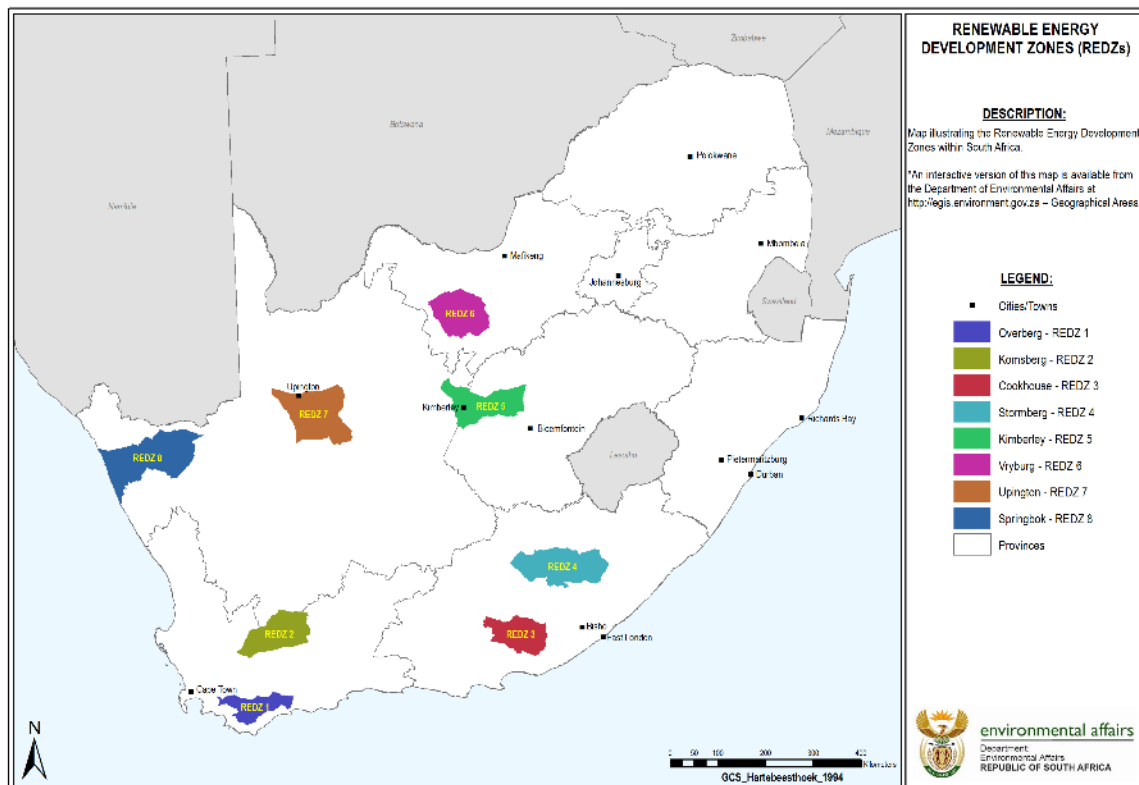 RENEWABLE ENERGY
DEVELOPMENT ZONES (REDZs)
DESCRIPTION:
Map illustrating the Renewable Energy Development
Zones within South Africa.
*An interactive version of this map is available from
the Department of Environmental Affairs at
http://egis.environment.gov.za – Geographical Areas
LEGEND:
Cities/Towns
Overberg - REDZ 1
Komsberg - REDZ 2
Cookhouse - REDZ 3
Stormberg - REDZ 4
Kimberley - REDZ 5
Vryburg - REDZ 6
Upington - REDZ 7
Springbok - REDZ 8
Provinces
Zimbabwe
Botswana
Mozambique
Namibia
Polokwane
Mbombela
Mafikeng
Johannesburg
Swaziland
REDZ 6
Upington
REDZ 7
Kimberley
REDZ 5
Bloemfontein
Richards Bay
REDZ 8
Lesotho
Pietermaritzburg
Durban
REDZ 4
REDZ 2
REDZ 3
Bisho
East London
Cape Town
REDZ 1
N
0 50 100 200 300 400
Kilometers
GCS_Hartebeesthoek_1994
environmental affairs
Department:
Environmental Affairs
REPUBLIC OF SOUTH AFRICA